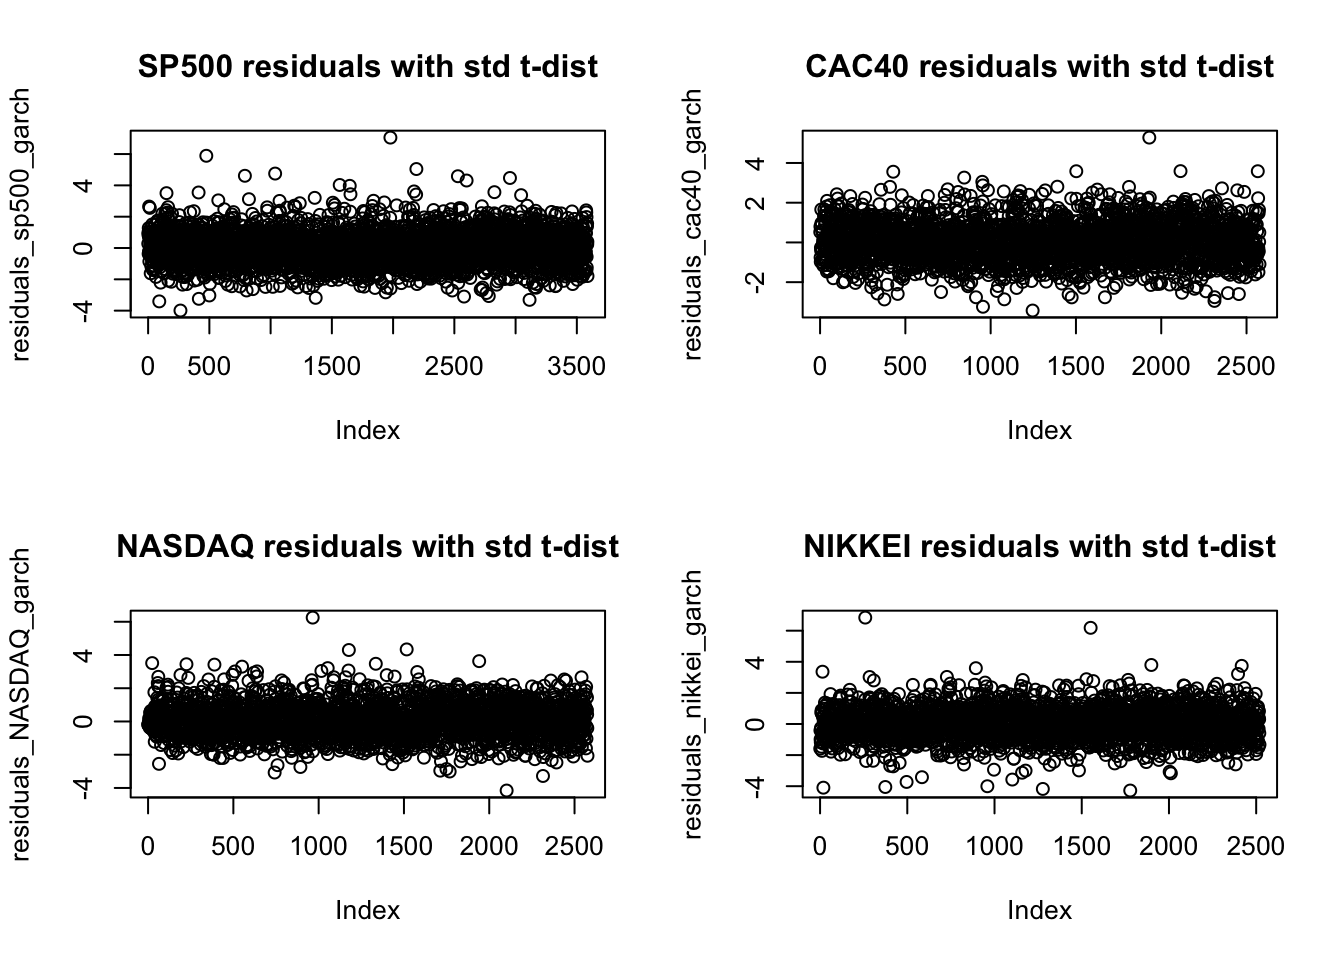 SP500 residuals with std t-dist
residuals_sp500_garch
4
0
-4
0 500 1500 2500 3500
Index
CAC40 residuals with std t-dist
residuals_cac40_garch
4
2
-2
0 500 1000 1500 2000 2500
Index
NASDAQ residuals with std t-dist
residuals_NASDAQ_garch
4
0
-4
0 500 1000 1500 2000 2500
Index
NIKKEI residuals with std t-dist
residuals_nikkei_garch
4
0
-4
0 500 1000 1500 2000 2500
Index